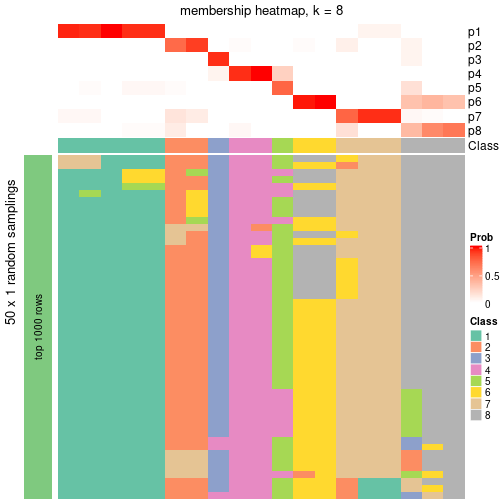 membership heatmap, k = 8
p1
p2
p3
p4
p5
p6
p7
p8
Class
50 x 1 random samplings
top 1000 rows
Prob
1
0.5
0
Class
1
2
3
4
5
6
7
8